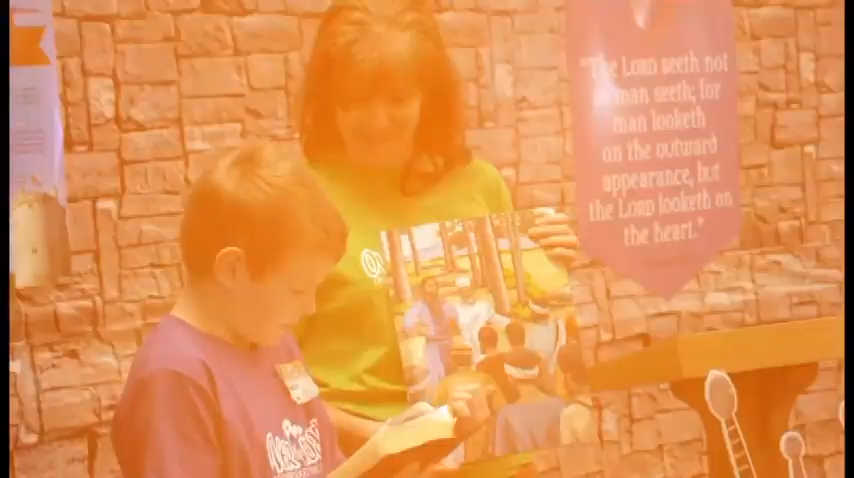 "The LORD seeth not
as man seeth; for
man looketh
on the outward
appearance, but
the LORD looketh on
the heart."